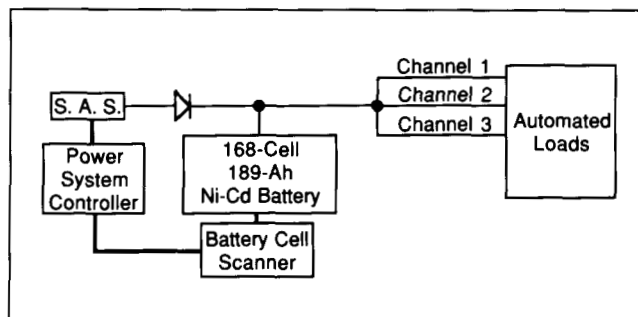 Channel 1
S. A. S.
Channel 2
Channel 3
Automated
Loads
Power
System
Controller
168-Cell
189-Ah
Ni-Cd Battery
Battery Cell
Scanner